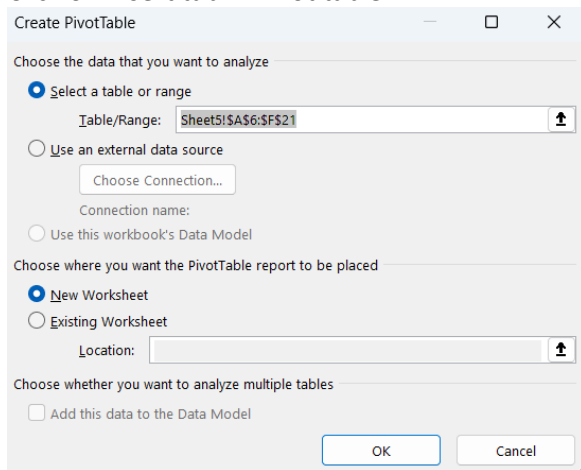 Create PivotTable
Choose the data that you want to analyze
Select a table or range
Table/Range: Sheet5!$A$6:$F$21
Use an external data source
Choose Connection...
Connection name:
Use this workbook's Data Model
Choose where you want the PivotTable report to be placed
New Worksheet
Existing Worksheet
Location:
Choose whether you want to analyze multiple tables
Add this data to the Data Model
OK Cancel